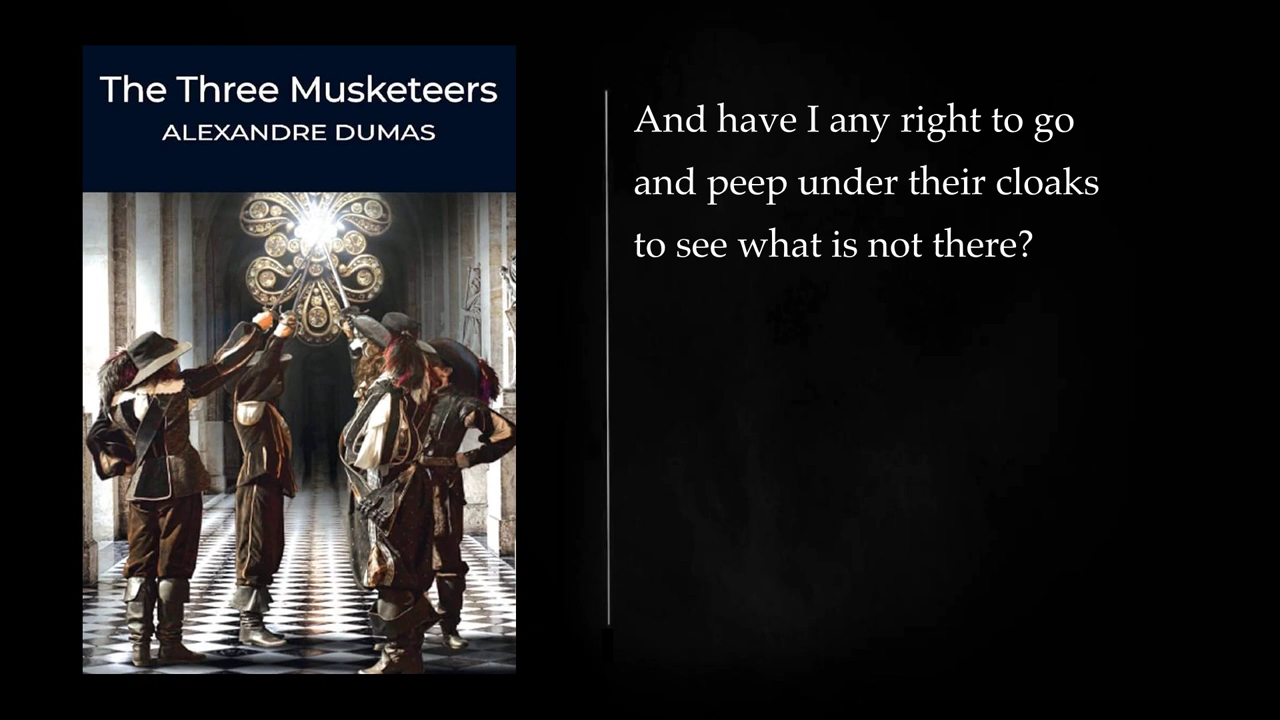 The Three Musketeers
ALEXANDRE DUMAS
And have I any right to go
and peep under their cloaks
to see what is not there?